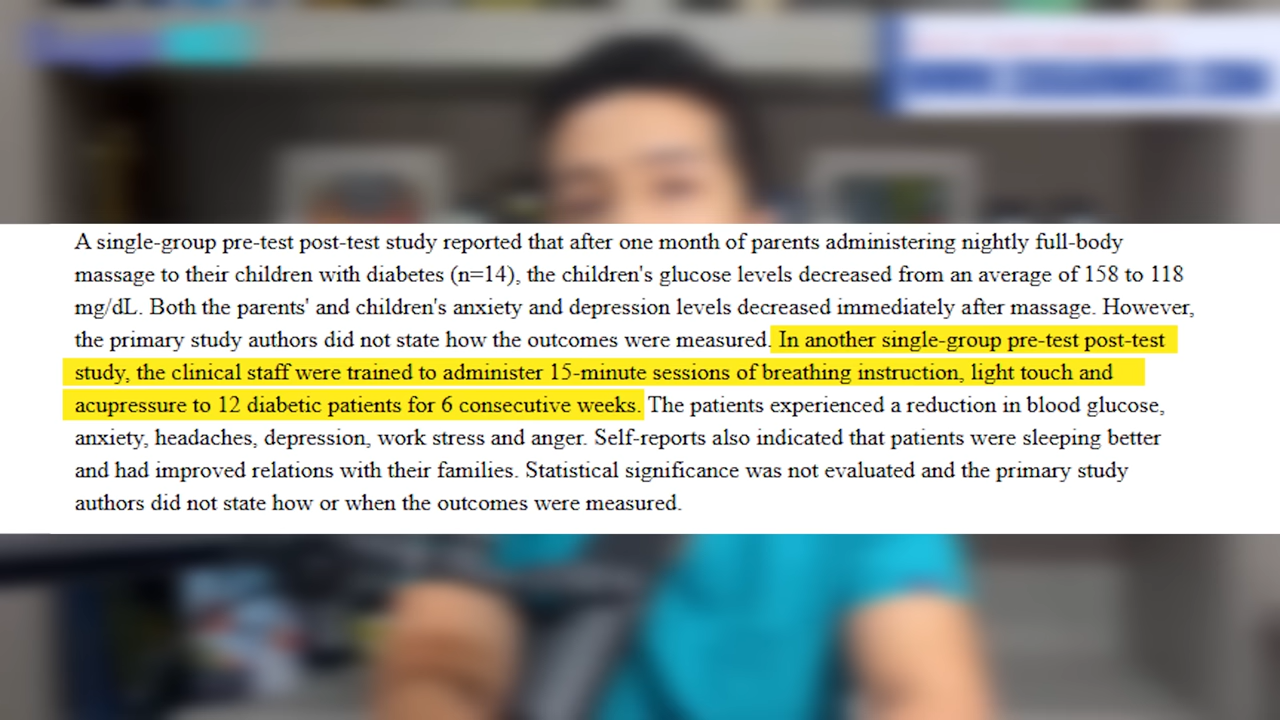 A single-group pre-test post-test study reported that after one month of parents administering nightly full-body
massage to their children with diabetes (n=14), the children's glucose levels decreased from an average of 158 to 118
mg/dL. Both the parents' and children's anxiety and depression levels decreased immediately after massage. However,
the primary study authors did not state how the outcomes were measured. In another single-group pre-test post-test
study, the clinical staff were trained to administer 15-minute sessions of breathing instruction, light touch and
acupressure to 12 diabetic patients for 6 consecutive weeks. The patients experienced a reduction in blood glucose,
anxiety, headaches, depression, work stress and anger. Self-reports also indicated that patients were sleeping better
and had improved relations with their families. Statistical significance was not evaluated and the primary study
authors did not state how or when the outcomes were measured.